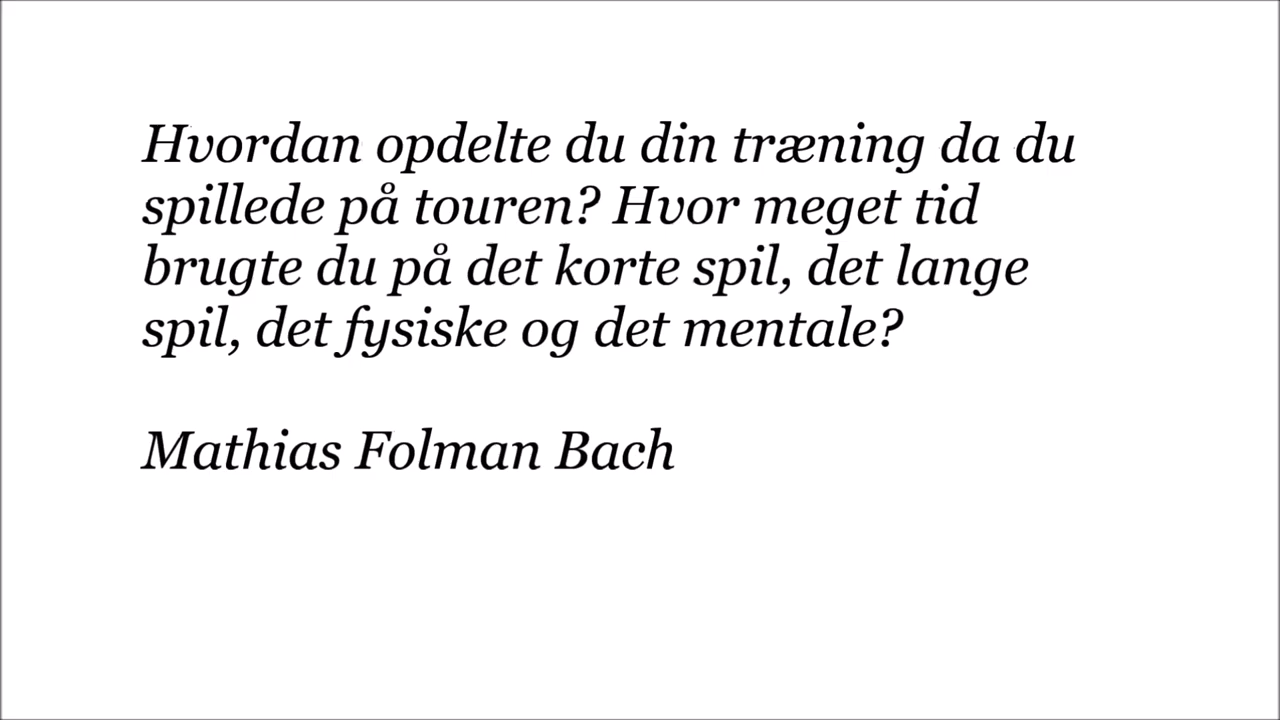 Hvordan opdelte du din træning da du
spillede på touren? Hvor meget tid
brugte du på det korte spil, det lange
spil, det fysiske og det mentale?
Mathias Folman Bach